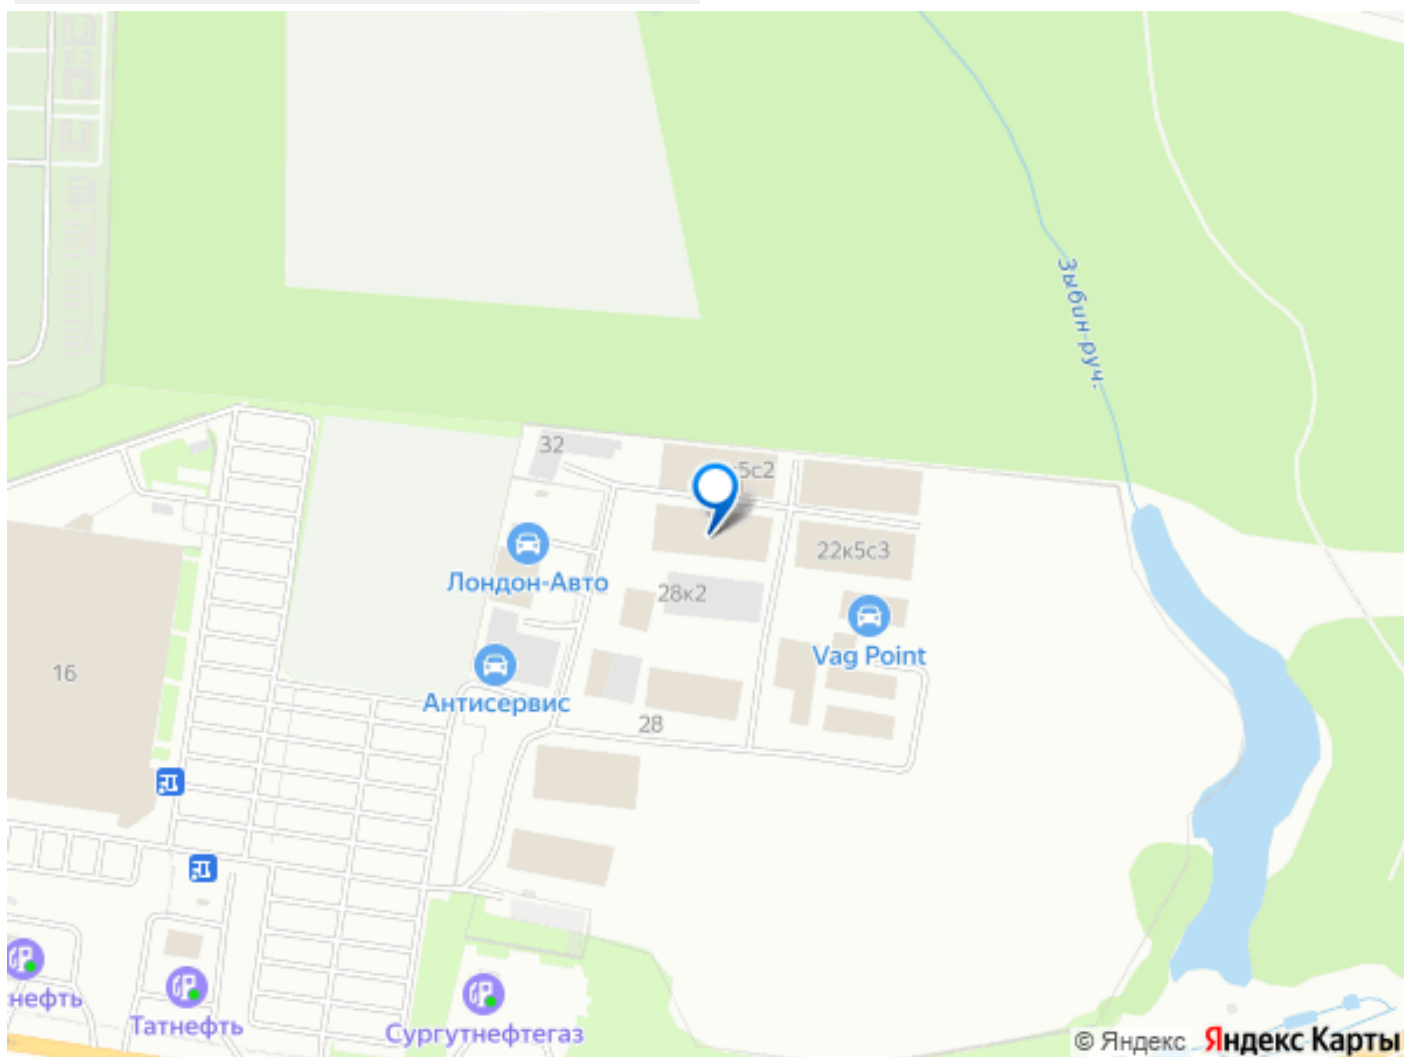 Зыбин руч.
32
5с2
22к5с3
Лондон-Авто
28к2
Vag Point
16
Антисервис
28
нефть
Татнефть
Сургутнефтегаз
© Яндекс Яндекс Карты